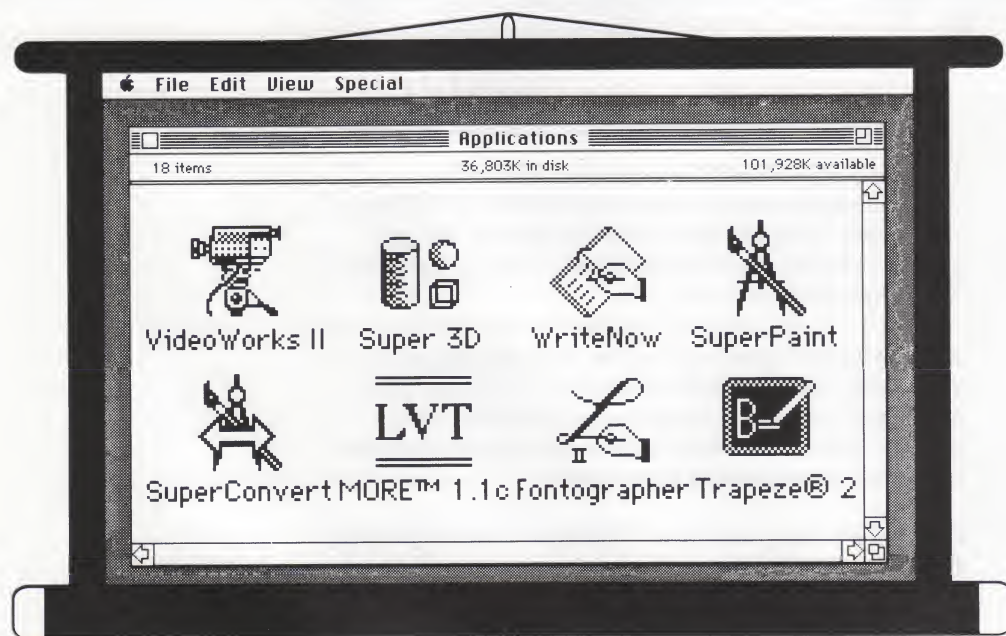 File Edit View Special
Applications
18 items 36,803K in disk 101,928K available
VideoWorks II Super 3D WriteNow SuperPaint
LVT II B=
SuperConvert MORE™ 1.1c Fontographer Trapeze® 2